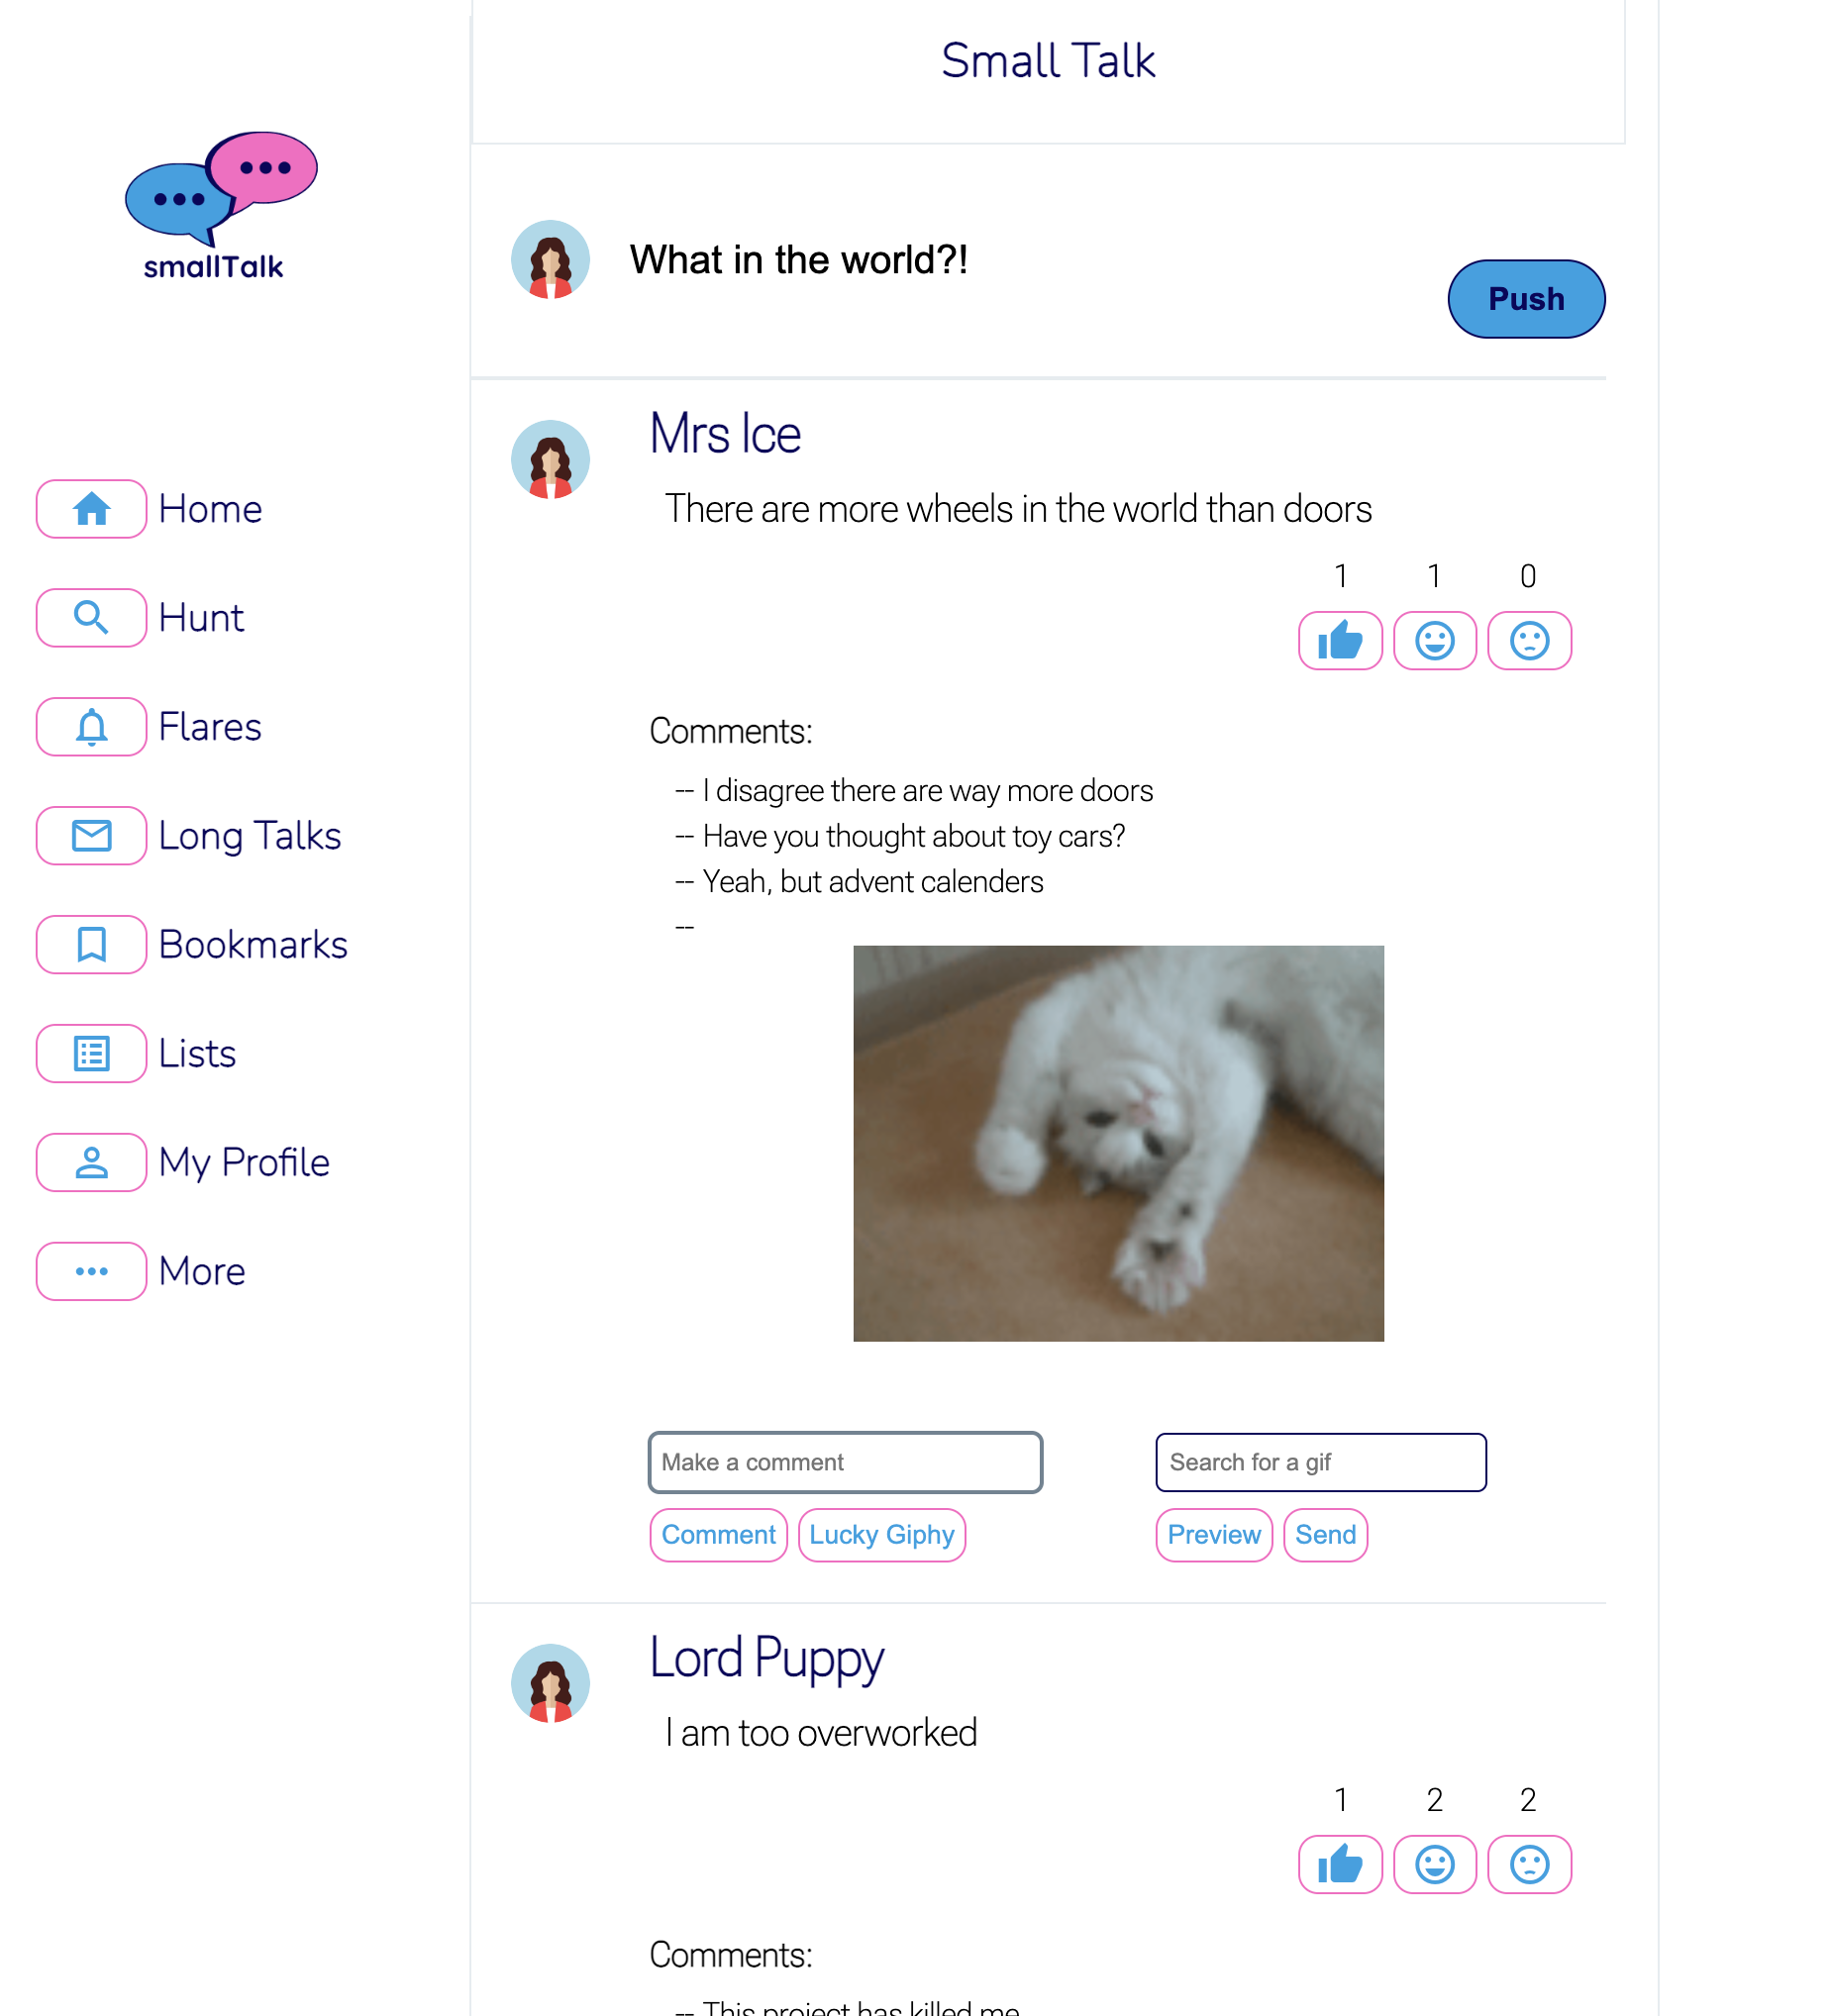 smallTalk
Home
Hunt
Flares
Long Talks
Bookmarks
Lists
My Profile
More
Small Talk
What in the world?!
Push
Mrs Ice
There are more wheels in the world than doors
1 1 0
Comments:
-- I disagree there are way more doors
-- Have you thought about toy cars?
-- Yeah, but advent calenders
--
Make a comment
Search for a gif
Comment Lucky Giphy
Preview Send
Lord Puppy
I am too overworked
1 2 2
Comments:
-- This project has killed me